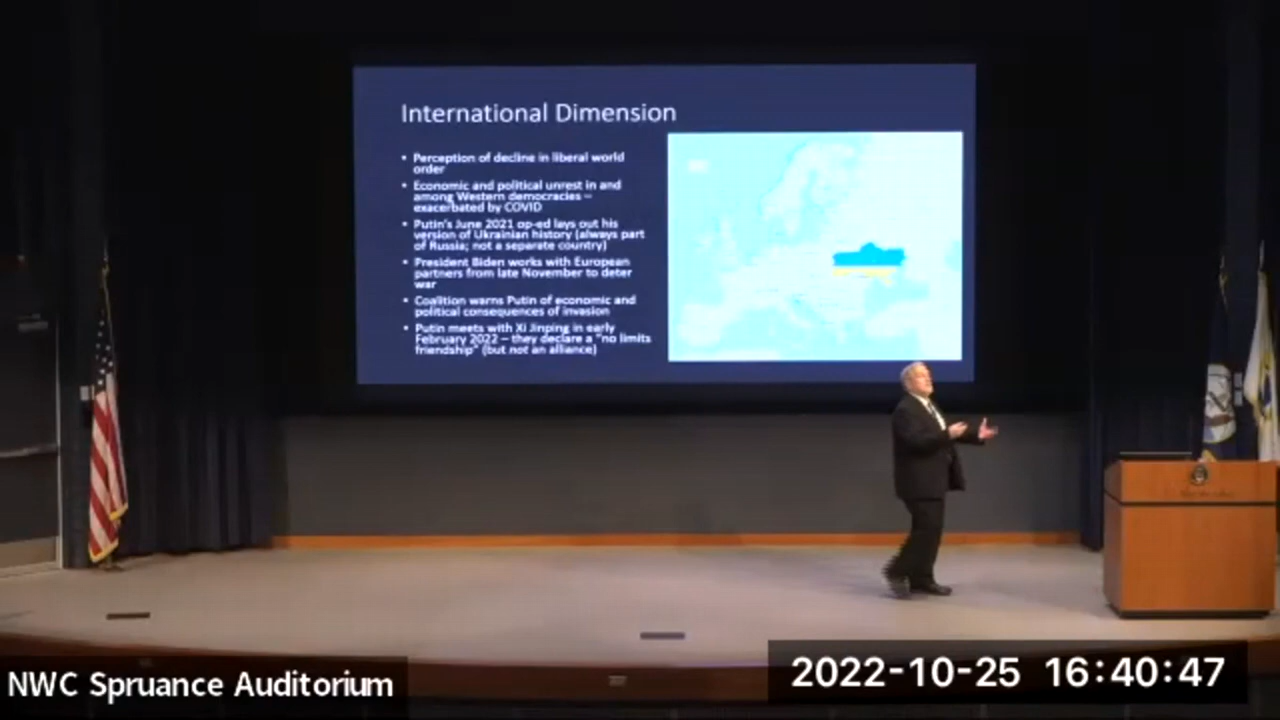 International Dimension
• Perception of decline in liberal world
order
• Economic and political unrest in and
among Western democracies –
exacerbated by COVID
• Putin's June 2021 op-ed lays out his
version of Ukrainian history (always part
of Russia; not a separate country)
• President Biden works with European
partners from late November to deter
war
• Coalition warns Putin of economic and
political consequences of invasion
• Putin meets with Xi Jinping in early
February 2022 – they declare a "no limits
friendship" (but not an alliance)
NWC Spruance Auditorium
2022-10-25 16:40:47